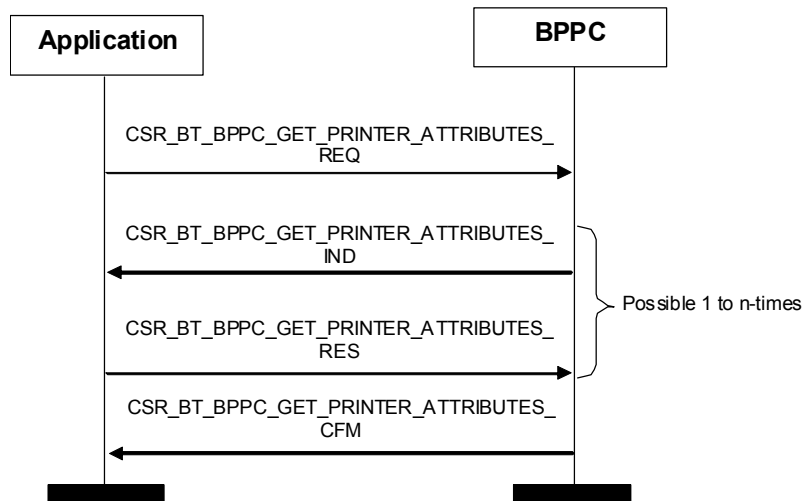 Application
BPPC
CSR_BT_BPPC_GET_PRINTER_ATTRIBUTES_
REQ
CSR_BT_BPPC_GET_PRINTER_ATTRIBUTES_
IND
Possible 1 to n-times
CSR_BT_BPPC_GET_PRINTER_ATTRIBUTES_
RES
CSR_BT_BPPC_GET_PRINTER_ATTRIBUTES_
CFM